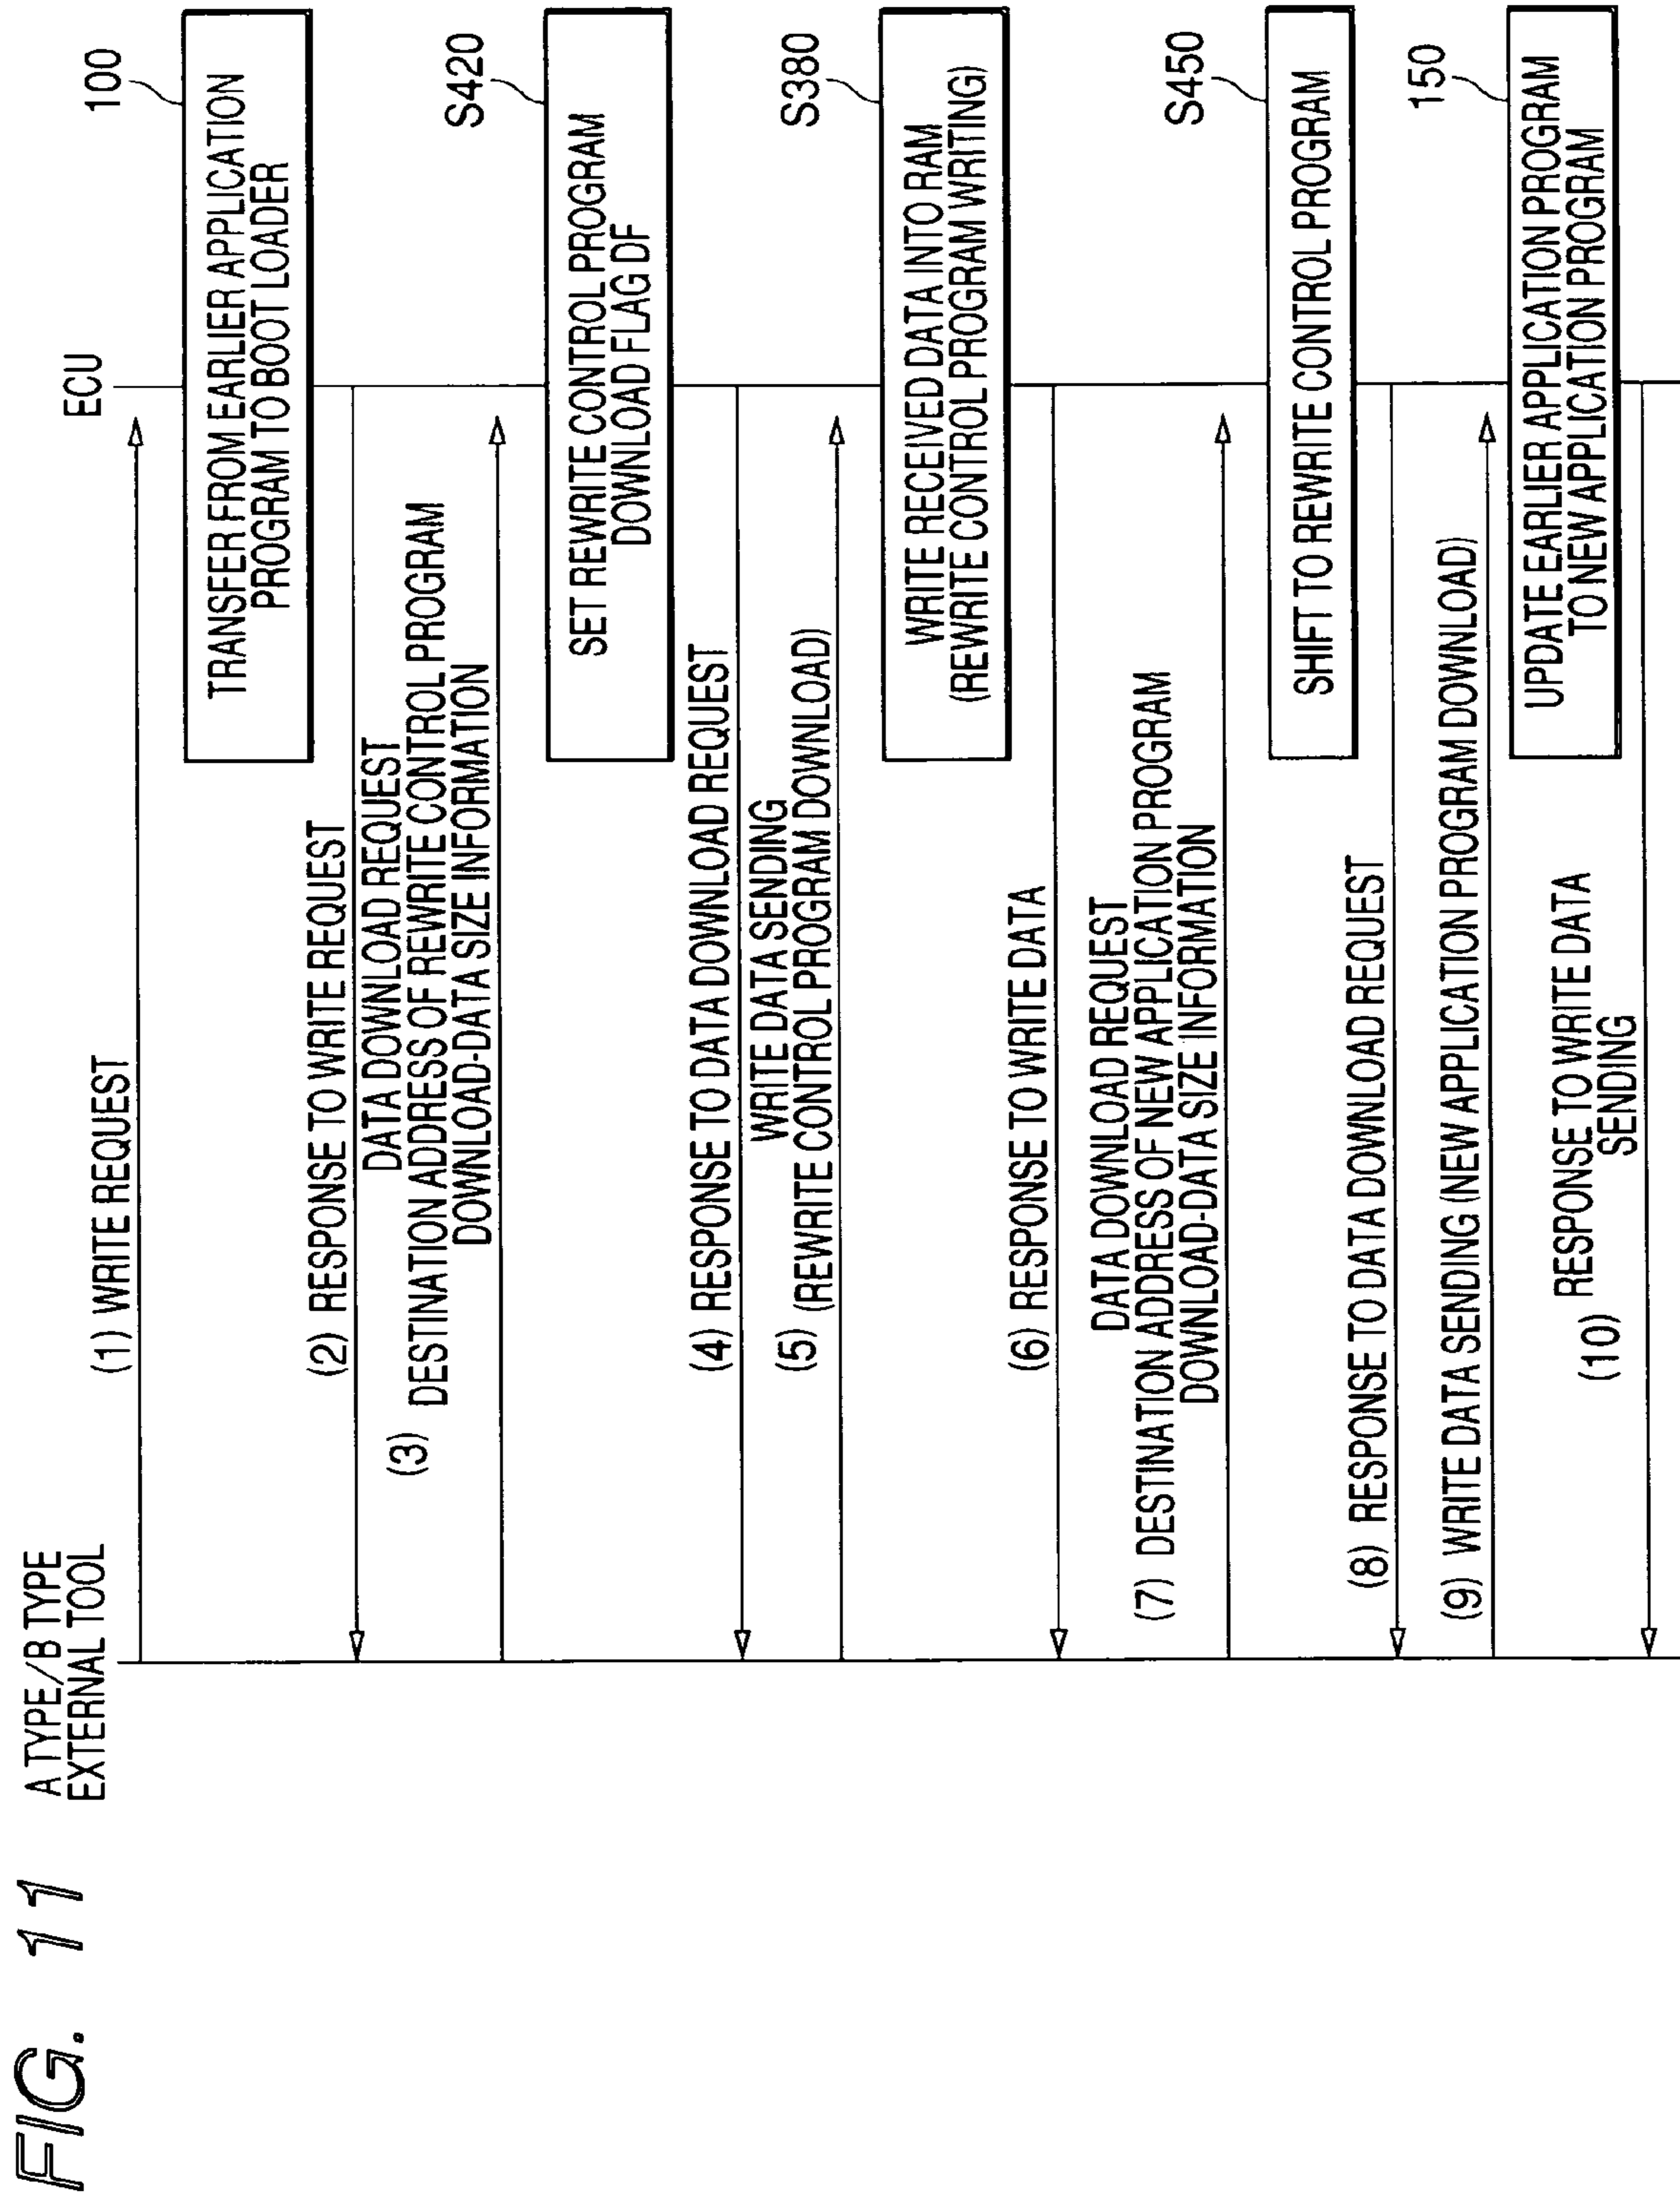 FIG. 11
A TYPE/B TYPE
EXTERNAL TOOL
ECU
(1) WRITE REQUEST
100
TRANSFER FROM EARLIER APPLICATION
PROGRAM TO BOOT LOADER
(2) RESPONSE TO WRITE REQUEST
DATA DOWNLOAD REQUEST
(3) DESTINATION ADDRESS OF REWRITE CONTROL PROGRAM
DOWNLOAD-DATA SIZE INFORMATION
S420
SET REWRITE CONTROL PROGRAM
DOWNLOAD FLAG DF
(4) RESPONSE TO DATA DOWNLOAD REQUEST
WRITE DATA SENDING
(5) (REWRITE CONTROL PROGRAM DOWNLOAD)
S380
WRITE RECEIVED DATA INTO RAM
(REWRITE CONTROL PROGRAM WRITING)
(6) RESPONSE TO WRITE DATA
DATA DOWNLOAD REQUEST
(7) DESTINATION ADDRESS OF NEW APPLICATION PROGRAM
DOWNLOAD-DATA SIZE INFORMATION
S450
SHIFT TO REWRITE CONTROL PROGRAM
(8) RESPONSE TO DATA DOWNLOAD REQUEST
(9) WRITE DATA SENDING (NEW APPLICATION PROGRAM DOWNLOAD)
150
UPDATE EARLIER APPLICATION PROGRAM
TO NEW APPLICATION PROGRAM
(10) RESPONSE TO WRITE DATA
SENDING